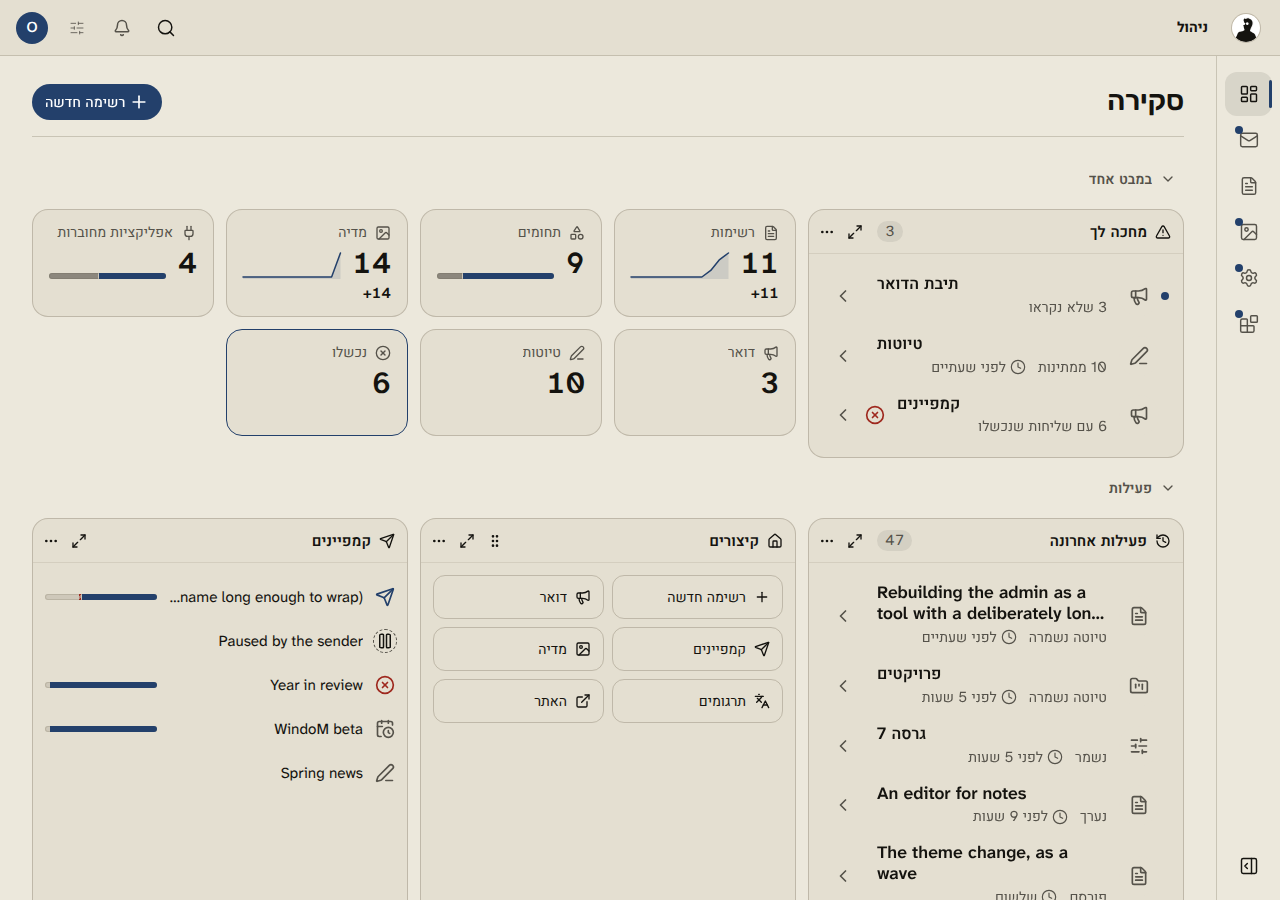 ניהול
O
סקירה
רשימה חדשה
במבט אחד
מחכה לך
3
תיבת הדואר
3 שלא נקראו
טיוטות
10 ממתינות לפני שעתיים
קמפיינים
6 עם שליחות שנכשלו
רשימות
11
+11
תחומים
9
מדיה
14
+14
אפליקציות מחוברות
4
דואר
3
טיוטות
10
נכשלו
6
פעילות
פעילות אחרונה
47
Rebuilding the admin as a
tool with a deliberately lon...
טיוטה נשמרה לפני שעתיים
פרויקטים
טיוטה נשמרה לפני 5 שעות
גרסה 7
נשמר לפני 5 שעות
An editor for notes
נערך לפני 9 שעות
The theme change, as a
wave
פורסם שלשום
קיצורים
רשימה חדשה
דואר
קמפיינים
מדיה
תרגומים
האתר
קמפיינים
...name long enough to wrap)
Paused by the sender
Year in review
WindoM beta
Spring news